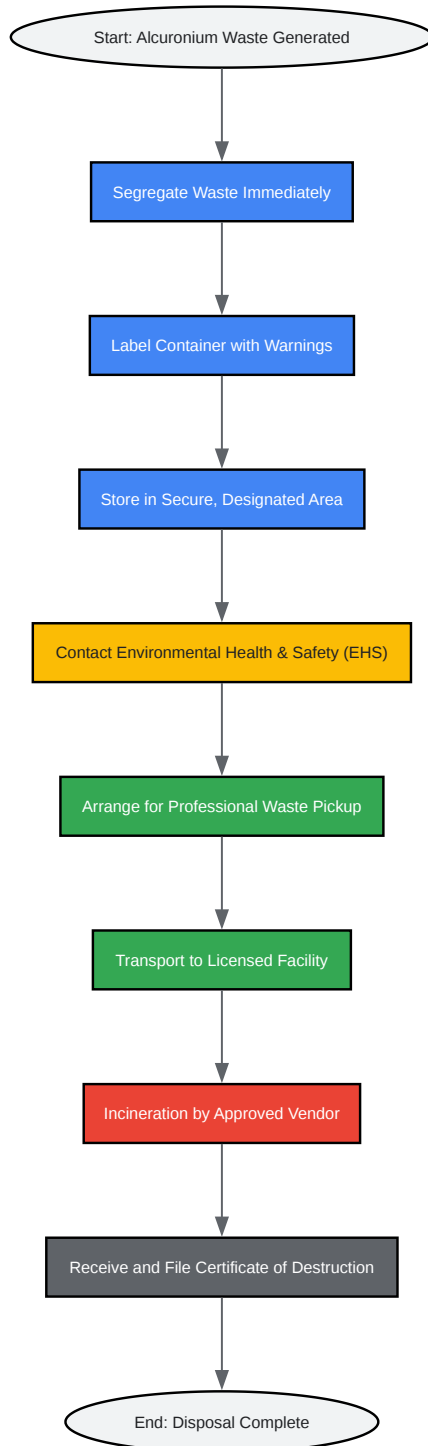 Start: Alcuronium Waste Generated
Segregate Waste Immediately
Label Container with Warnings
Store in Secure, Designated Area
Contact Environmental Health & Safety (EHS)
Arrange for Professional Waste Pickup
Transport to Licensed Facility
Incineration by Approved Vendor
Receive and File Certificate of Destruction
End: Disposal Complete